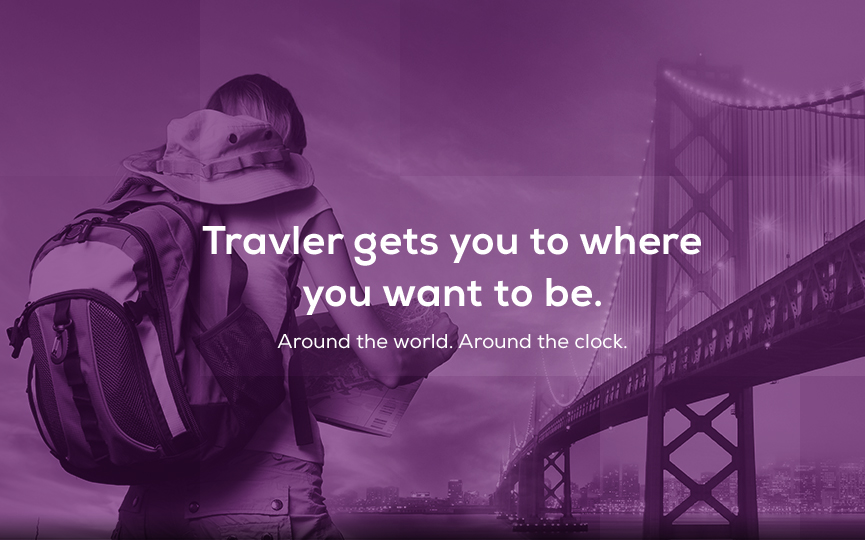 Travler gets you to where
you want to be.
Around the world. Around the clock.